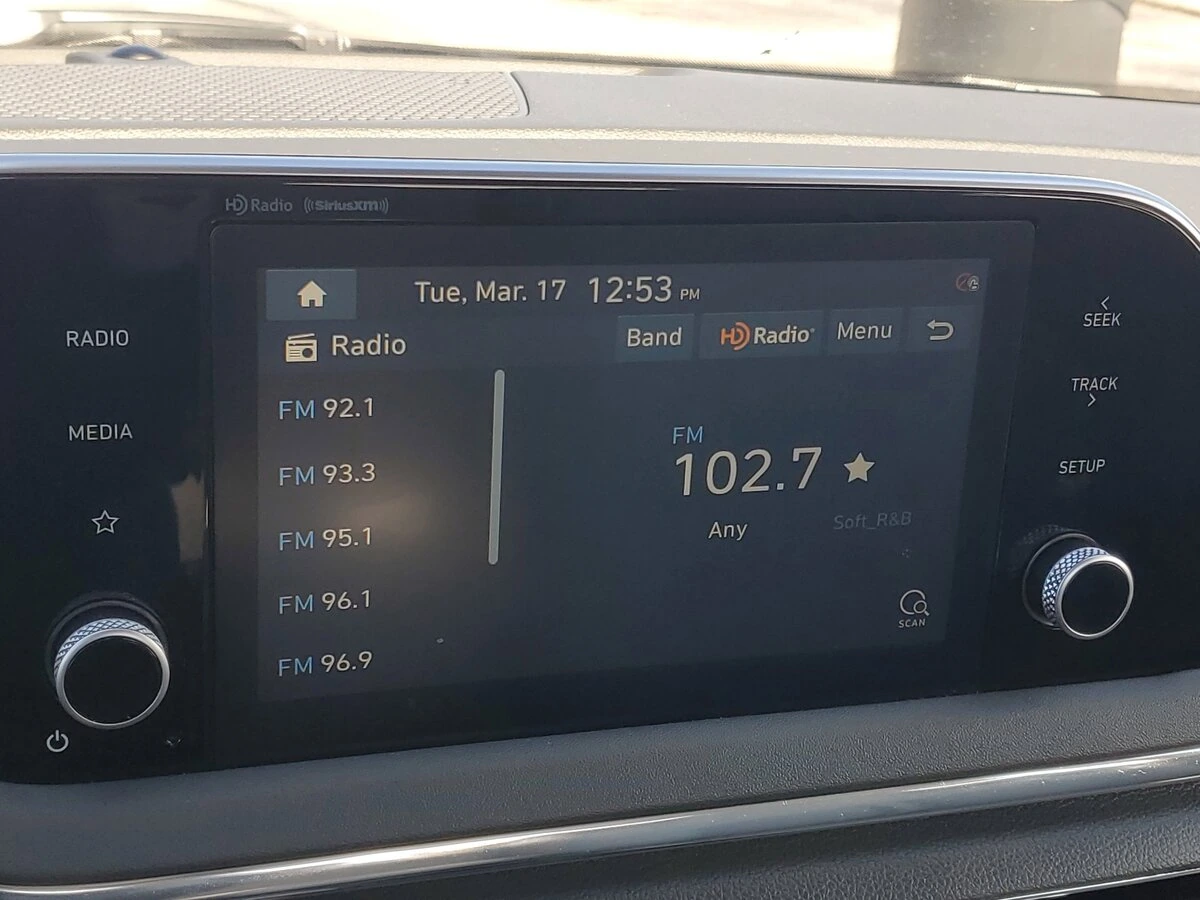 HD Radio ((SiriusXM))
Tue, Mar. 17 12:53 PM
Radio
Band
HD Radio
Menu
FM 92.1
FM 93.3
FM 95.1
FM 96.1
FM 96.9
FM
102.7
Any
Soft_R&B
SCAN
RADIO
MEDIA
SEEK
TRACK
SETUP